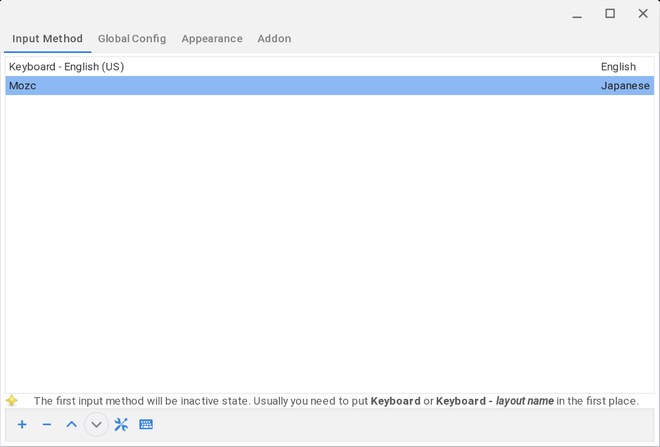 Input Method Global Config Appearance Addon
Keyboard - English (US) English
Mozc Japanese
The first input method will be inactive state. Usually you need to put Keyboard or Keyboard - layout name in the first place.